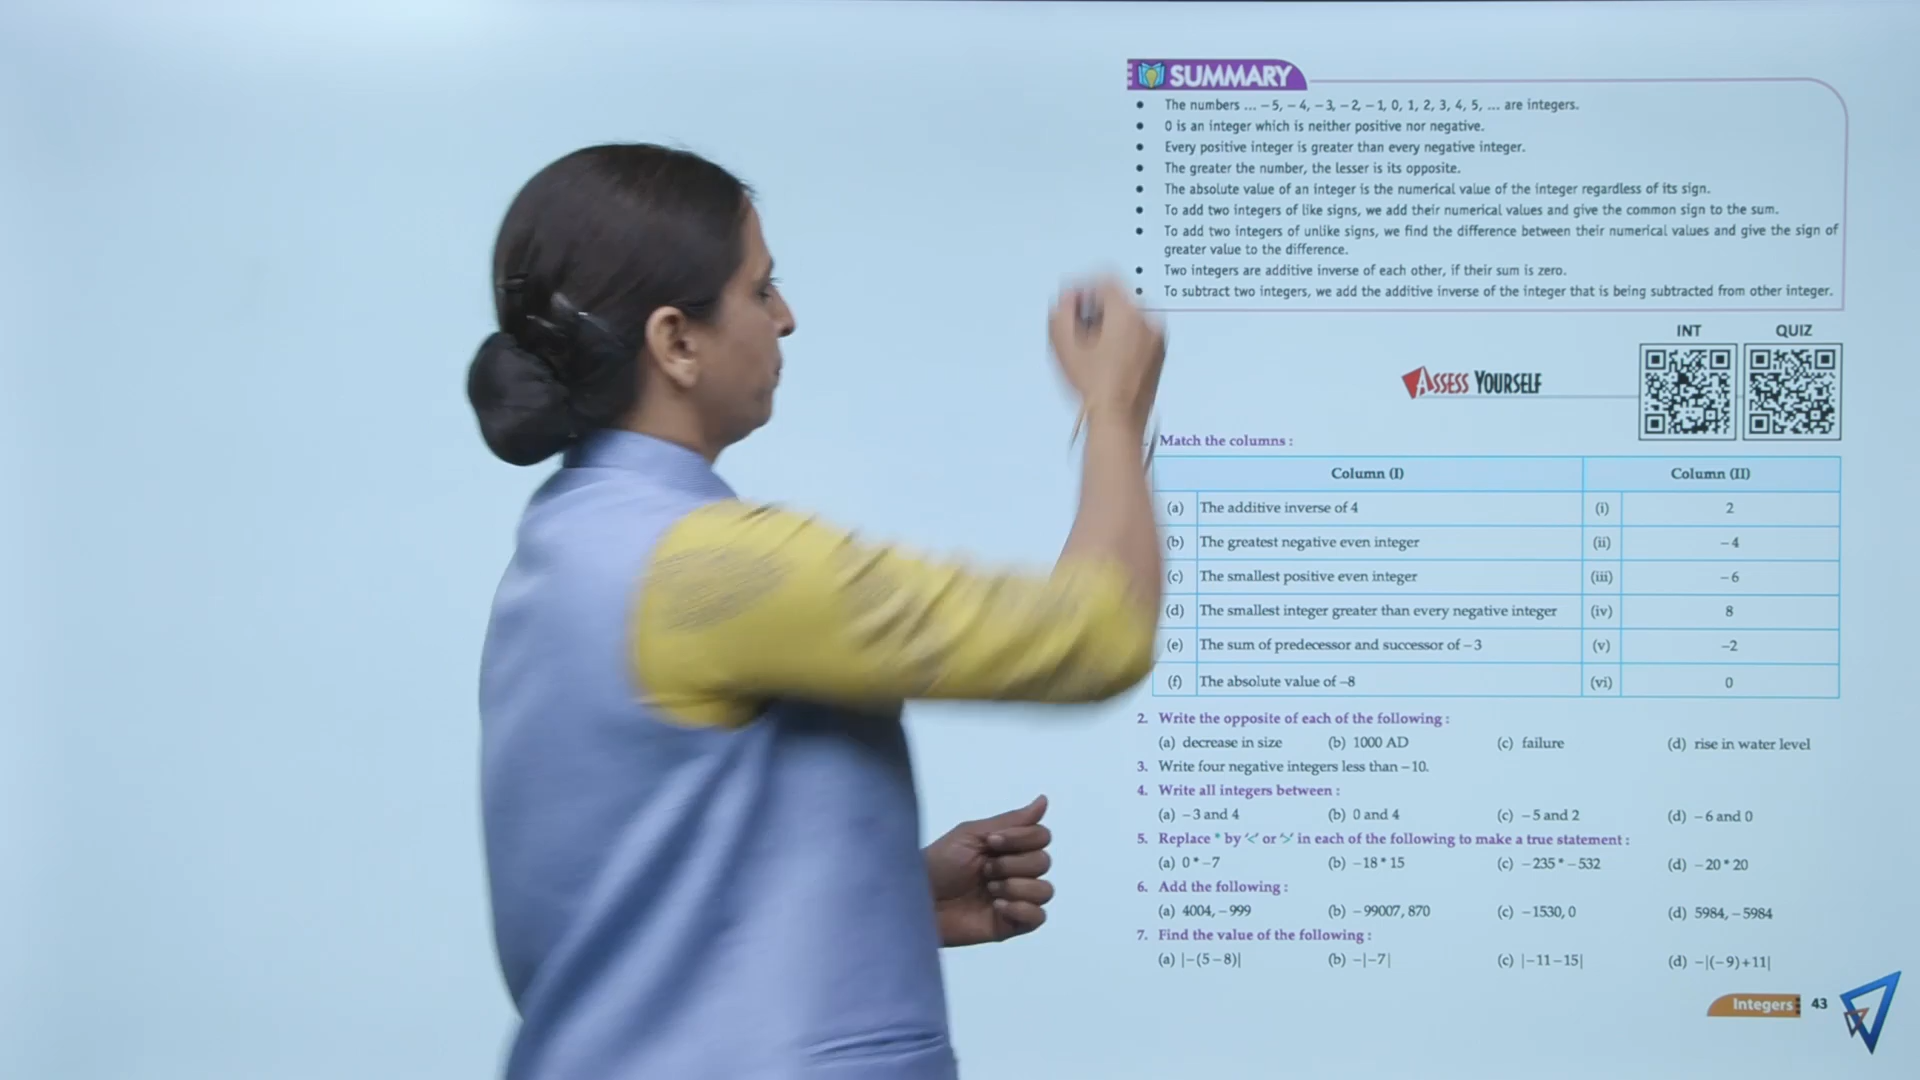 SUMMARY
• The numbers ... –5, –4, –3, –2, –1, 0, 1, 2, 3, 4, 5, ... are integers.
• 0 is an integer which is neither positive nor negative.
• Every positive integer is greater than every negative integer.
• The greater the number, the lesser is its opposite.
• The absolute value of an integer is the numerical value of the integer regardless of its sign.
• To add two integers of like signs, we add their numerical values and give the common sign to the sum.
• To add two integers of unlike signs, we find the difference between their numerical values and give the sign of
greater value to the difference.
• Two integers are additive inverse of each other, if their sum is zero.
• To subtract two integers, we add the additive inverse of the integer that is being subtracted from other integer.
INT QUIZ
ASSESS YOURSELF
Match the columns :
Column (I) Column (II)
(a) The additive inverse of 4 (i) 2
(b) The greatest negative even integer (ii) –4
(c) The smallest positive even integer (iii) –6
(d) The smallest integer greater than every negative integer (iv) 8
(e) The sum of predecessor and successor of –3 (v) –2
(f) The absolute value of –8 (vi) 0
2. Write the opposite of each of the following :
(a) decrease in size (b) 1000 AD (c) failure (d) rise in water level
3. Write four negative integers less than –10.
4. Write all integers between :
(a) –3 and 4 (b) 0 and 4 (c) –5 and 2 (d) –6 and 0
5. Replace * by '<' or '>' in each of the following to make a true statement :
(a) 0 * –7 (b) –18 * 15 (c) –235 * –532 (d) –20 * 20
6. Add the following :
(a) 4004, –999 (b) –99007, 870 (c) –1530, 0 (d) 5984, –5984
7. Find the value of the following :
(a) |–(5–8)| (b) –|–7| (c) |–11–15| (d) –|(–9)+11|
Integers 43